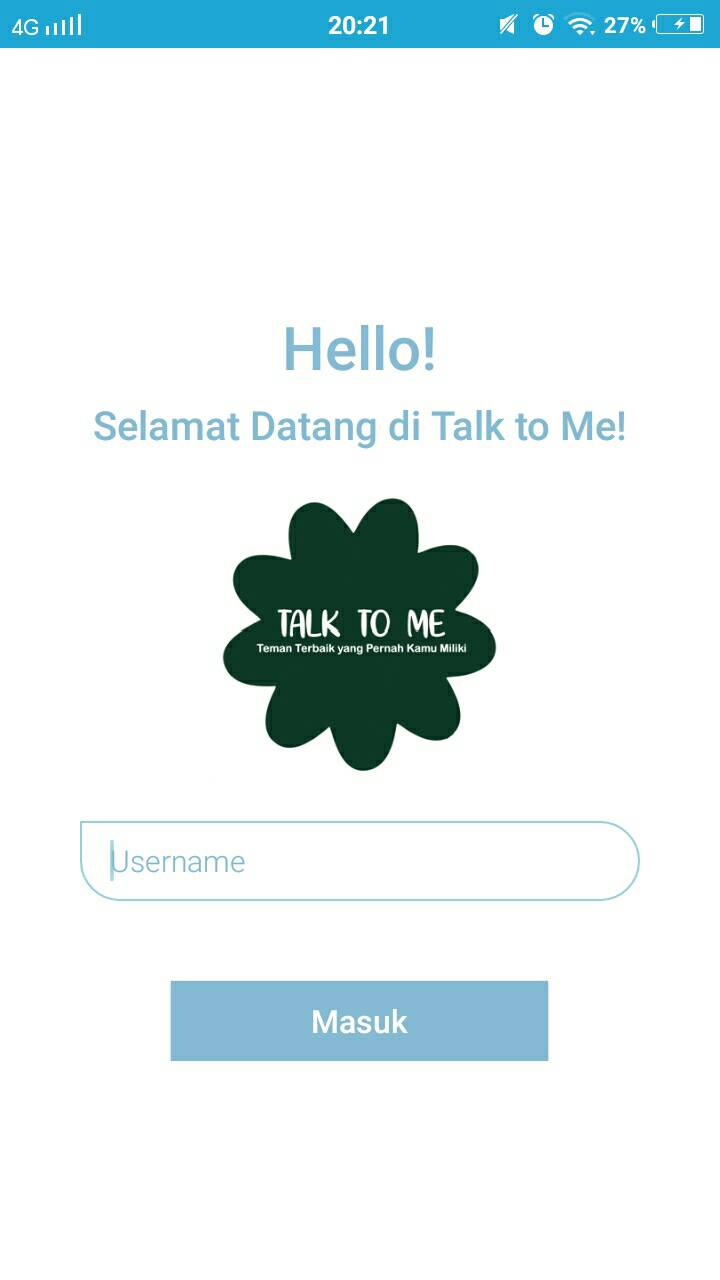 4G 20:21 27%
Hello!
Selamat Datang di Talk to Me!
TALK TO ME
Teman Terbaik yang Pernah Kamu Miliki
Username
Masuk